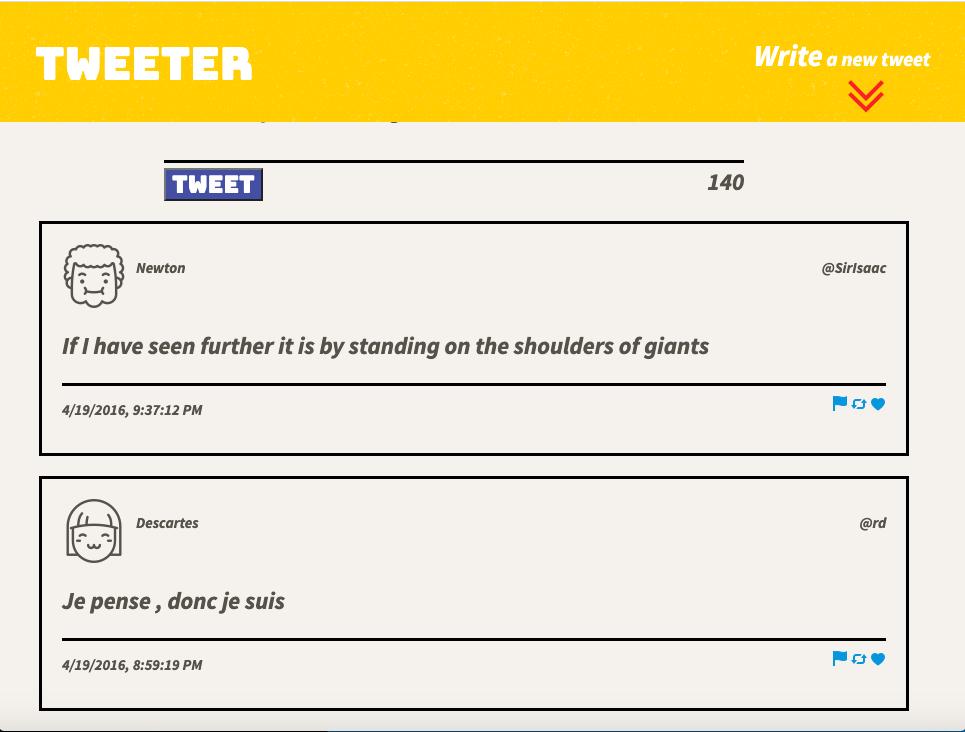 TWEETER
Write a new tweet
TWEET
140
Newton
@SirIsaac
If I have seen further it is by standing on the shoulders of giants
4/19/2016, 9:37:12 PM
Descartes
@rd
Je pense , donc je suis
4/19/2016, 8:59:19 PM